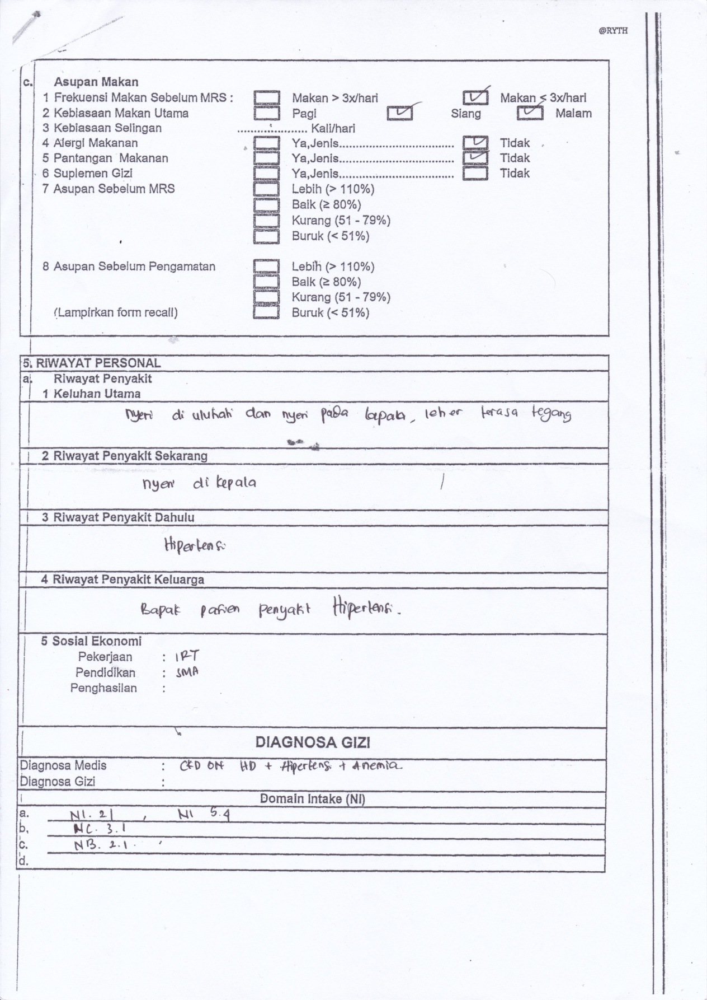 @RYTH
c. Asupan Makan
1 Frekuensi Makan Sebelum MRS : Makan > 3x/hari Makan ≤ 3x/hari
2 Kebiasaan Makan Utama Pagi Siang Malam
3 Kebiasaan Selingan ..................... Kali/hari
4 Alergi Makanan Ya,Jenis.................................. Tidak
5 Pantangan Makanan Ya,Jenis.................................. Tidak
6 Suplemen Gizi Ya,Jenis.................................. Tidak
7 Asupan Sebelum MRS Lebih (> 110%)
Baik (≥ 80%)
Kurang (51 - 79%)
Buruk (< 51%)
8 Asupan Sebelum Pengamatan Lebih (> 110%)
Baik (≥ 80%)
Kurang (51 - 79%)
(Lampirkan form recall) Buruk (< 51%)
5. RIWAYAT PERSONAL
a. Riwayat Penyakit
1 Keluhan Utama
nyeri di uluhati dan nyeri pada kepala, leher terasa tegang
2 Riwayat Penyakit Sekarang
nyeri di kepala
3 Riwayat Penyakit Dahulu
Hipertensi
4 Riwayat Penyakit Keluarga
Bapak pasien penyakit Hipertensi.
5 Sosial Ekonomi
Pekerjaan : IRT
Pendidikan : SMA
Penghasilan :
DIAGNOSA GIZI
Diagnosa Medis : CKD ON HD + Hipertensi + Anemia
Diagnosa Gizi :
Domain Intake (NI)
a. NI. 21 , NI 5.4
b. NC. 3.1
c. NB. 2.1.
d.